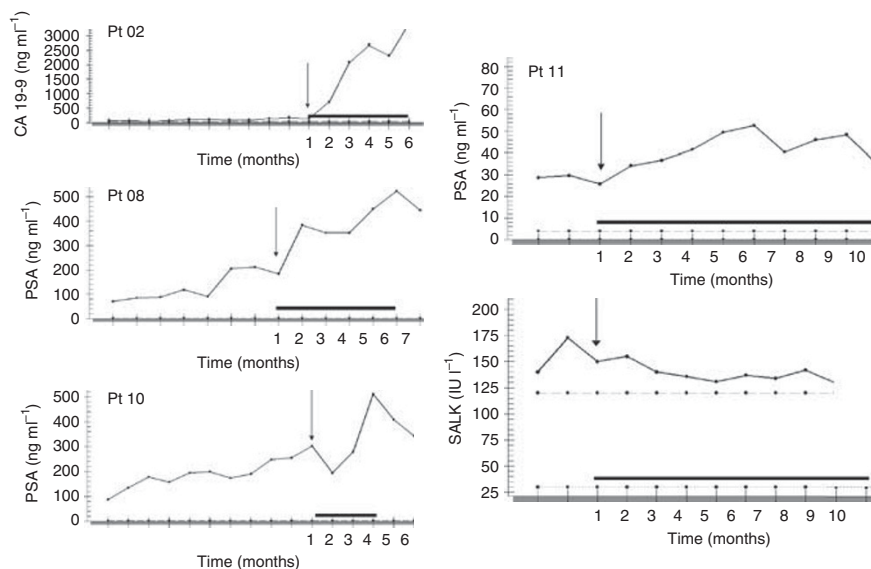 Pt 02
CA 19-9 (ng ml⁻¹)
3000
2500
2000
1500
1000
500
0
1 2 3 4 5 6
Time (months)
Pt 08
PSA (ng ml⁻¹)
500
400
300
200
100
0
1 2 3 4 5 6 7
Time (months)
Pt 10
PSA (ng ml⁻¹)
500
400
300
200
100
0
1 2 3 4 5 6
Time (months)
Pt 11
PSA (ng ml⁻¹)
80
70
60
50
40
30
20
10
0
1 2 3 4 5 6 7 8 9 10
Time (months)
SALK (IU l⁻¹)
200
175
150
125
100
75
50
25
1 2 3 4 5 6 7 8 9 10
Time (months)